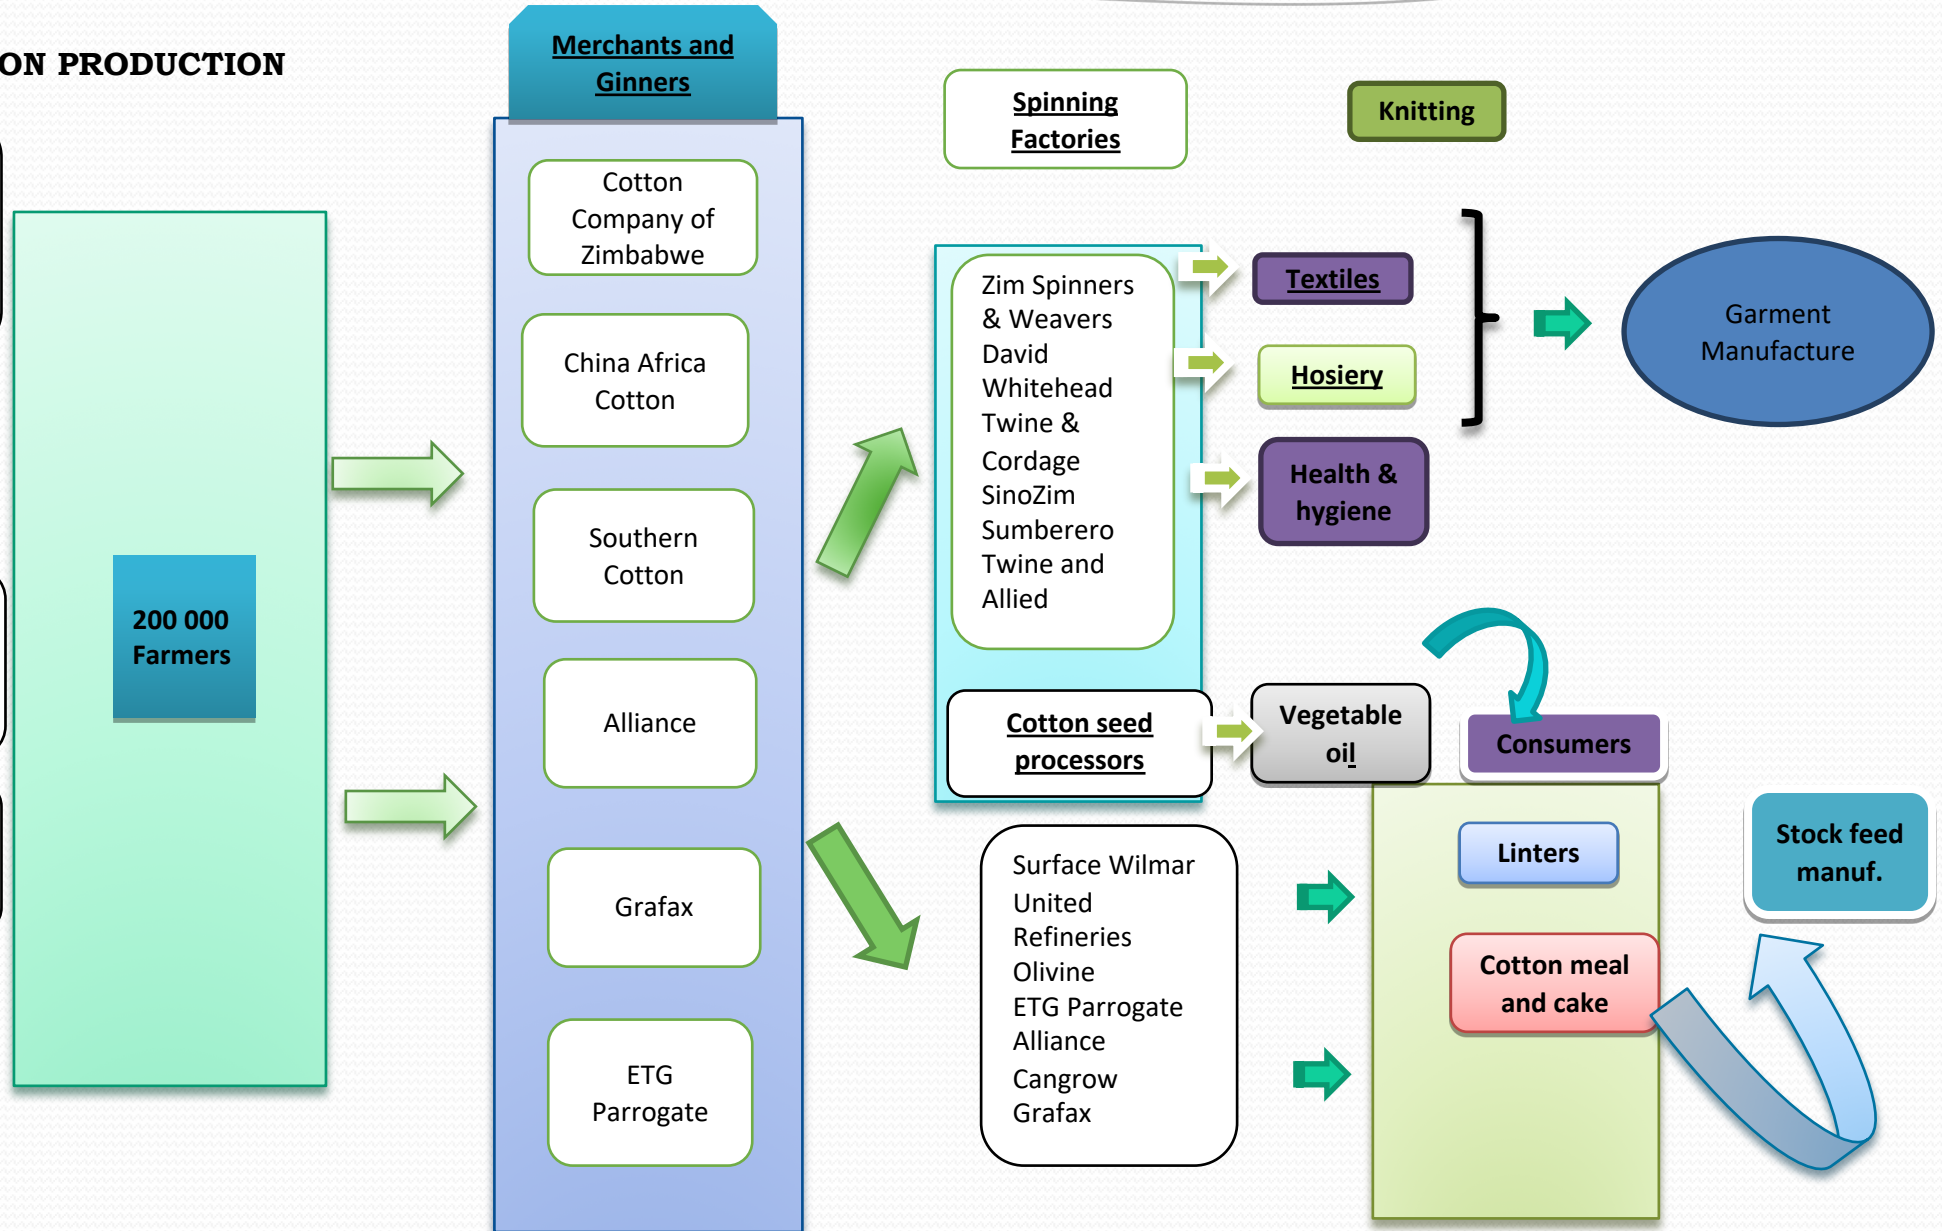 ON PRODUCTION
200 000
Farmers
Merchants and
Ginners
Cotton
Company of
Zimbabwe
China Africa
Cotton
Southern
Cotton
Alliance
Grafax
ETG
Parrogate
Spinning
Factories
Zim Spinners
& Weavers
David
Whitehead
Twine &
Cordage
SinoZim
Sumberero
Twine and
Allied
Cotton seed
processors
Surface Wilmar
United
Refineries
Olivine
ETG Parrogate
Alliance
Cangrow
Grafax
Knitting
Textiles
Hosiery
Health &
hygiene
Garment
Manufacture
Vegetable
oil
Consumers
Linters
Cotton meal
and cake
Stock feed
manuf.